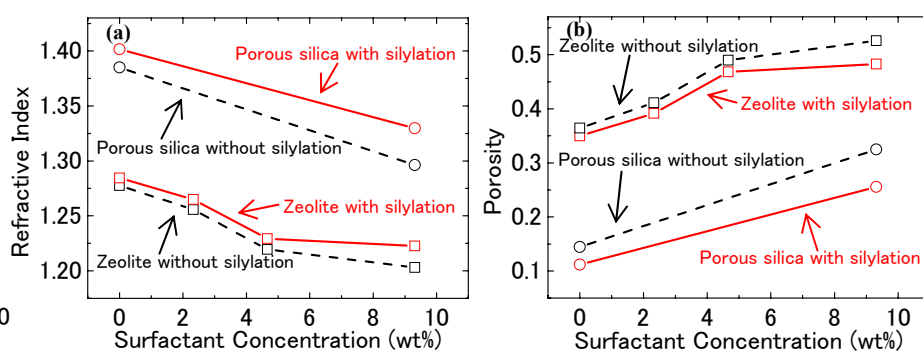 (a)
1.40
1.35
1.30
1.25
1.20
Refractive Index
Porous silica with silylation
Porous silica without silylation
Zeolite with silylation
Zeolite without silylation
0 2 4 6 8 10
Surfactant Concentration (wt%)
0
(b)
0.5
0.4
0.3
0.2
0.1
Porosity
Zeolite without silylation
Zeolite with silylation
Porous silica without silylation
Porous silica with silylation
0 2 4 6 8 10
Surfactant Concentration (wt%)